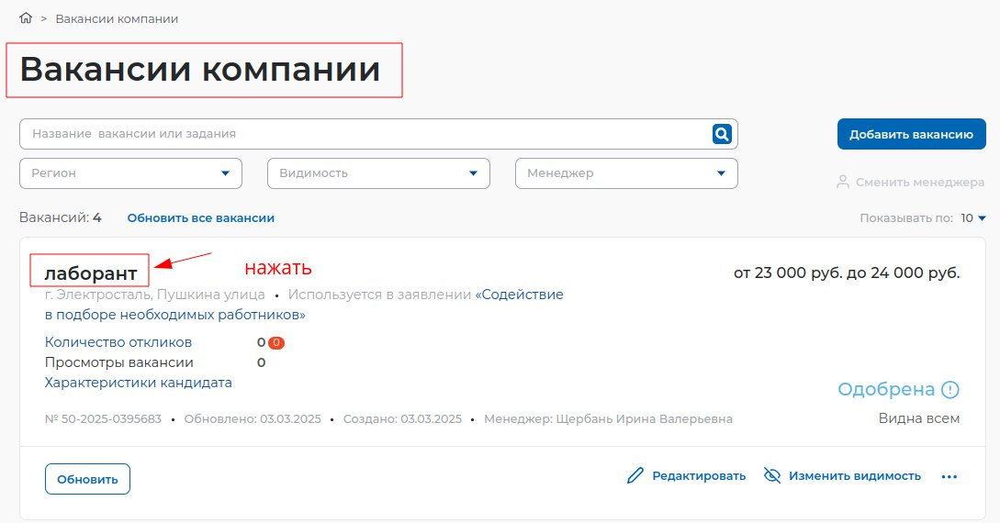 > Вакансии компании
Вакансии компании
Название вакансии или задания
Добавить вакансию
Регион
Видимость
Менеджер
Сменить менеджера
Вакансий: 4
Обновить все вакансии
Показывать по: 10
лаборант
нажать
от 23 000 руб. до 24 000 руб.
г. Электросталь, Пушкина улица • Используется в заявлении «Содействие
в подборе необходимых работников»
Количество откликов 0 0
Просмотры вакансии 0
Характеристики кандидата
Одобрена
№ 50-2025-0395683 • Обновлено: 03.03.2025 • Создано: 03.03.2025 • Менеджер: Щербань Ирина Валерьевна
Видна всем
Обновить
Редактировать
Изменить видимость